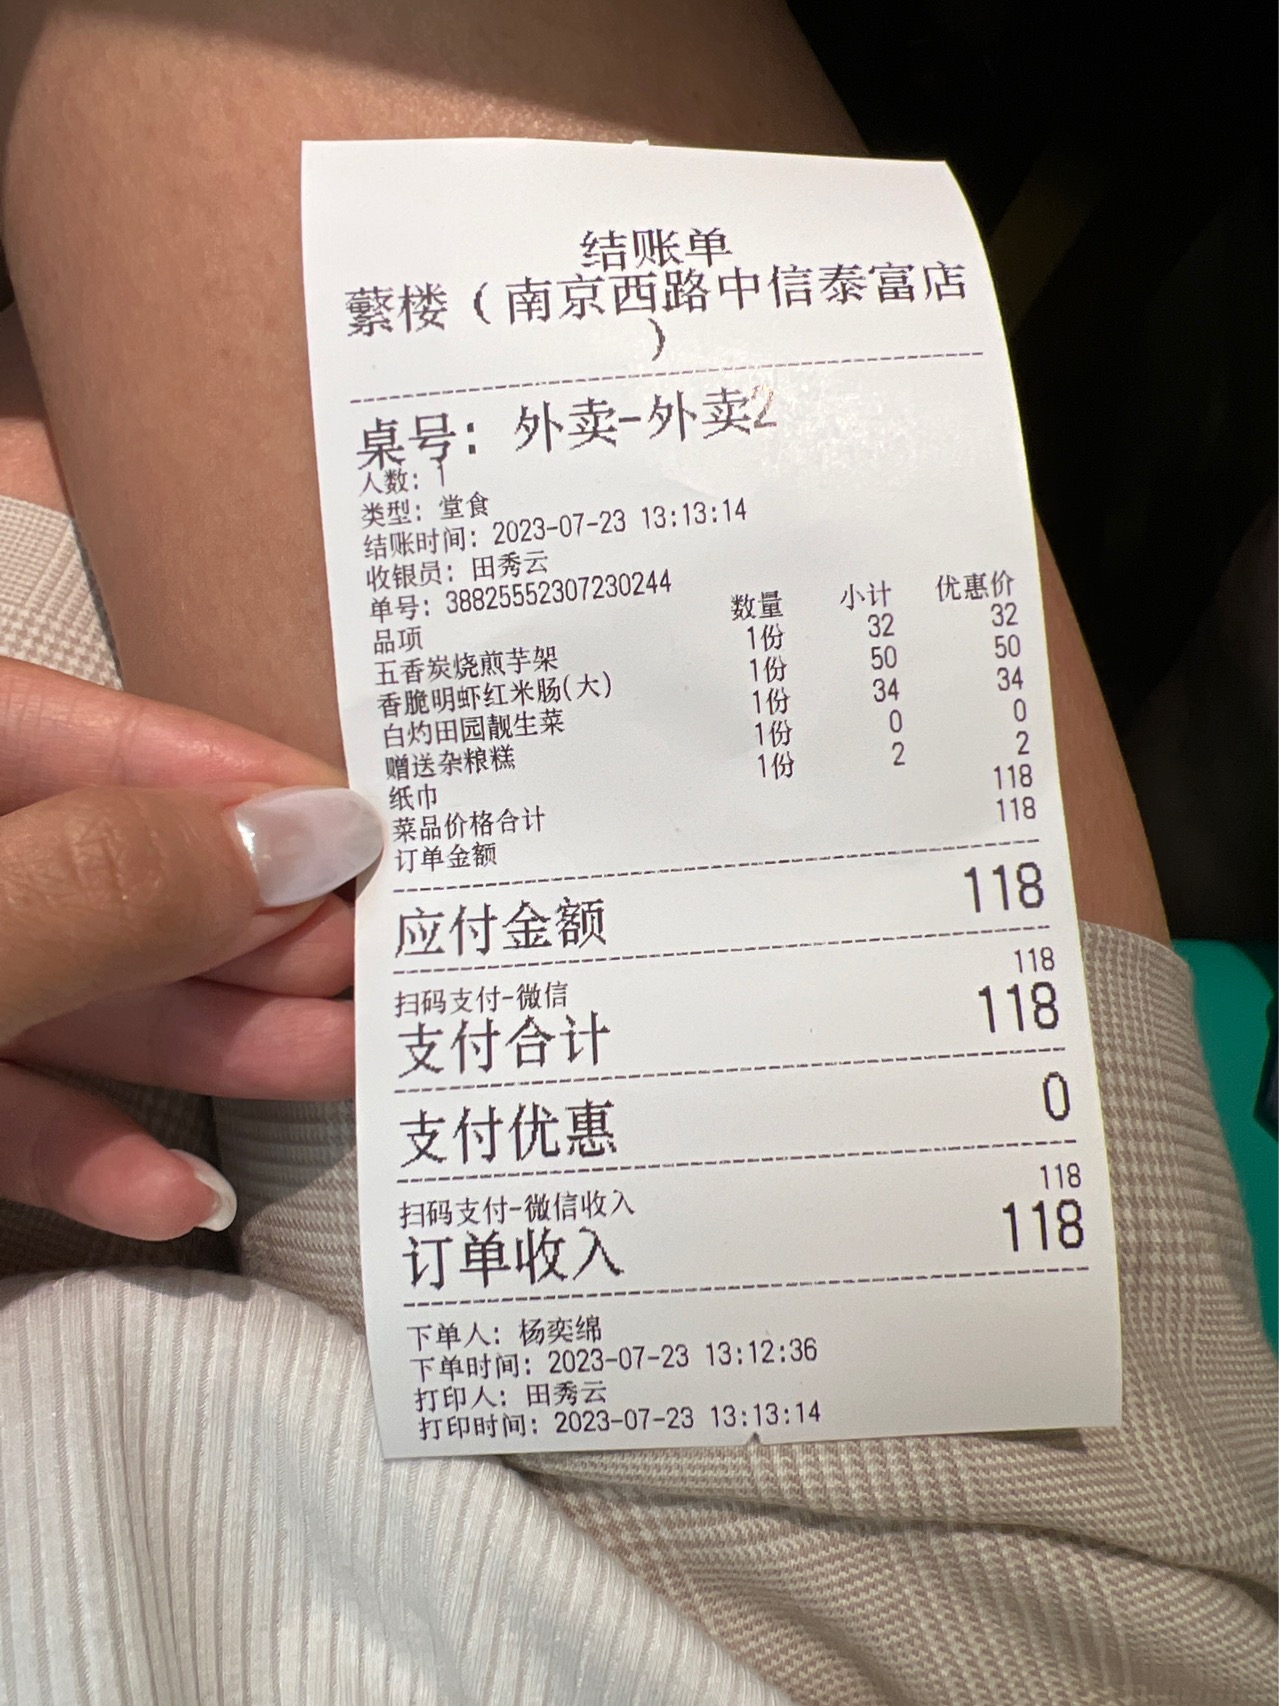 结账单
蘩楼（南京西路中信泰富店
）
桌号：外卖-外卖2
人数：1
类型：堂食
结账时间：2023-07-23 13:13:14
收银员：田秀云
单号：38825552307230244
品项 数量 小计 优惠价
五香炭烧煎芋架 1份 32 32
香脆明虾红米肠(大) 1份 50 50
白灼田园靓生菜 1份 34 34
赠送杂粮糕 1份 0 0
纸巾 1份 2 2
菜品价格合计 118
订单金额 118
应付金额 118
扫码支付-微信 118
支付合计 118
支付优惠 0
扫码支付-微信收入 118
订单收入 118
下单人：杨奕绵
下单时间：2023-07-23 13:12:36
打印人：田秀云
打印时间：2023-07-23 13:13:14